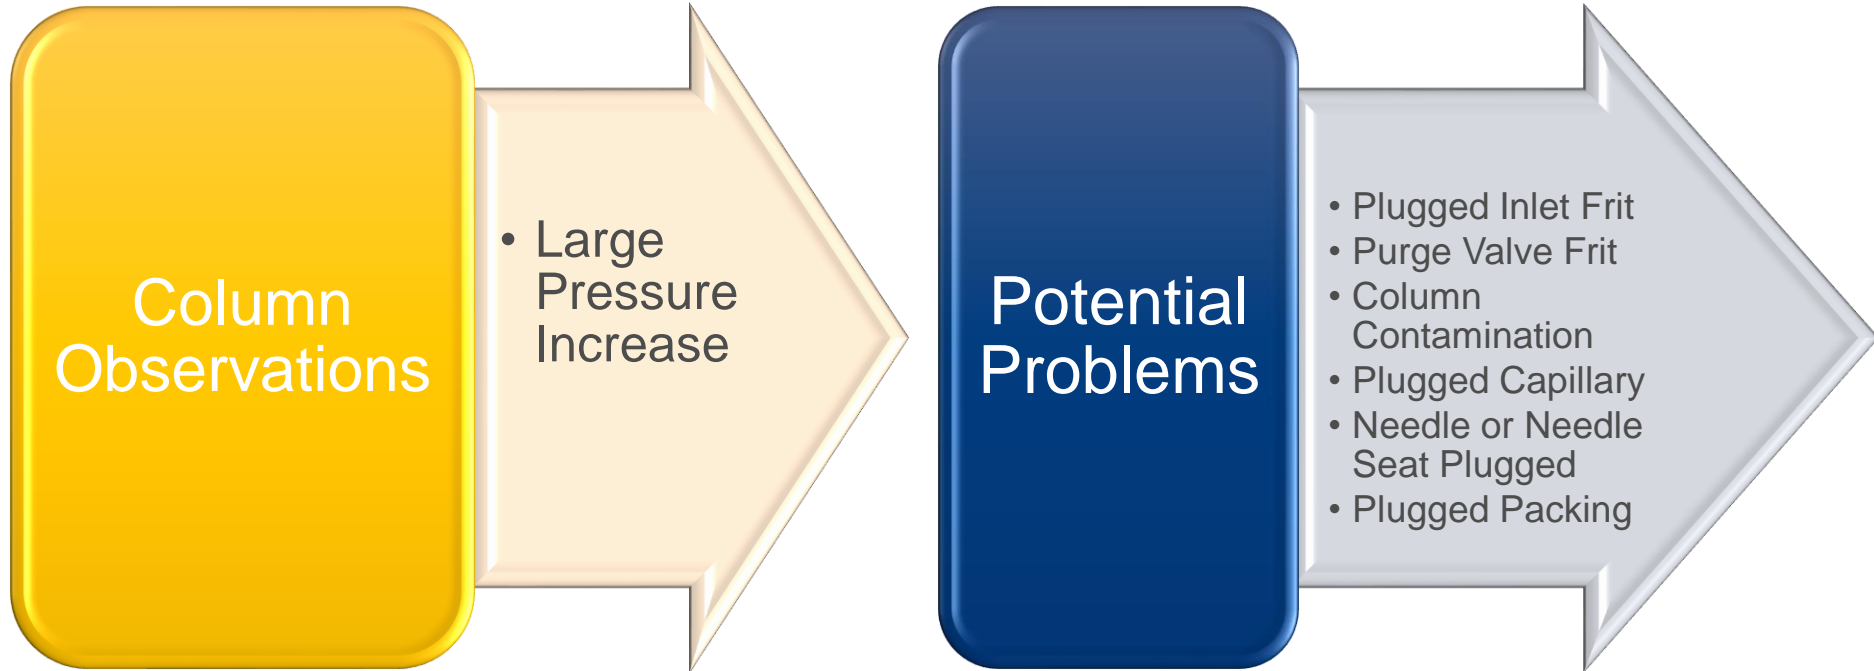 Column
Observations
• Large
Pressure
Increase
Potential
Problems
• Plugged Inlet Frit
• Purge Valve Frit
• Column
Contamination
• Plugged Capillary
• Needle or Needle
Seat Plugged
• Plugged Packing